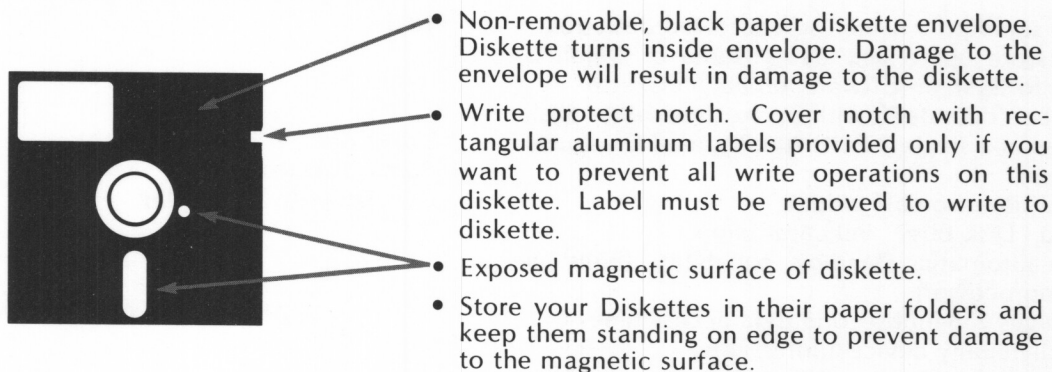 • Non-removable, black paper diskette envelope.
Diskette turns inside envelope. Damage to the
envelope will result in damage to the diskette.
• Write protect notch. Cover notch with rec-
tangular aluminum labels provided only if you
want to prevent all write operations on this
diskette. Label must be removed to write to
diskette.
• Exposed magnetic surface of diskette.
• Store your Diskettes in their paper folders and
keep them standing on edge to prevent damage
to the magnetic surface.